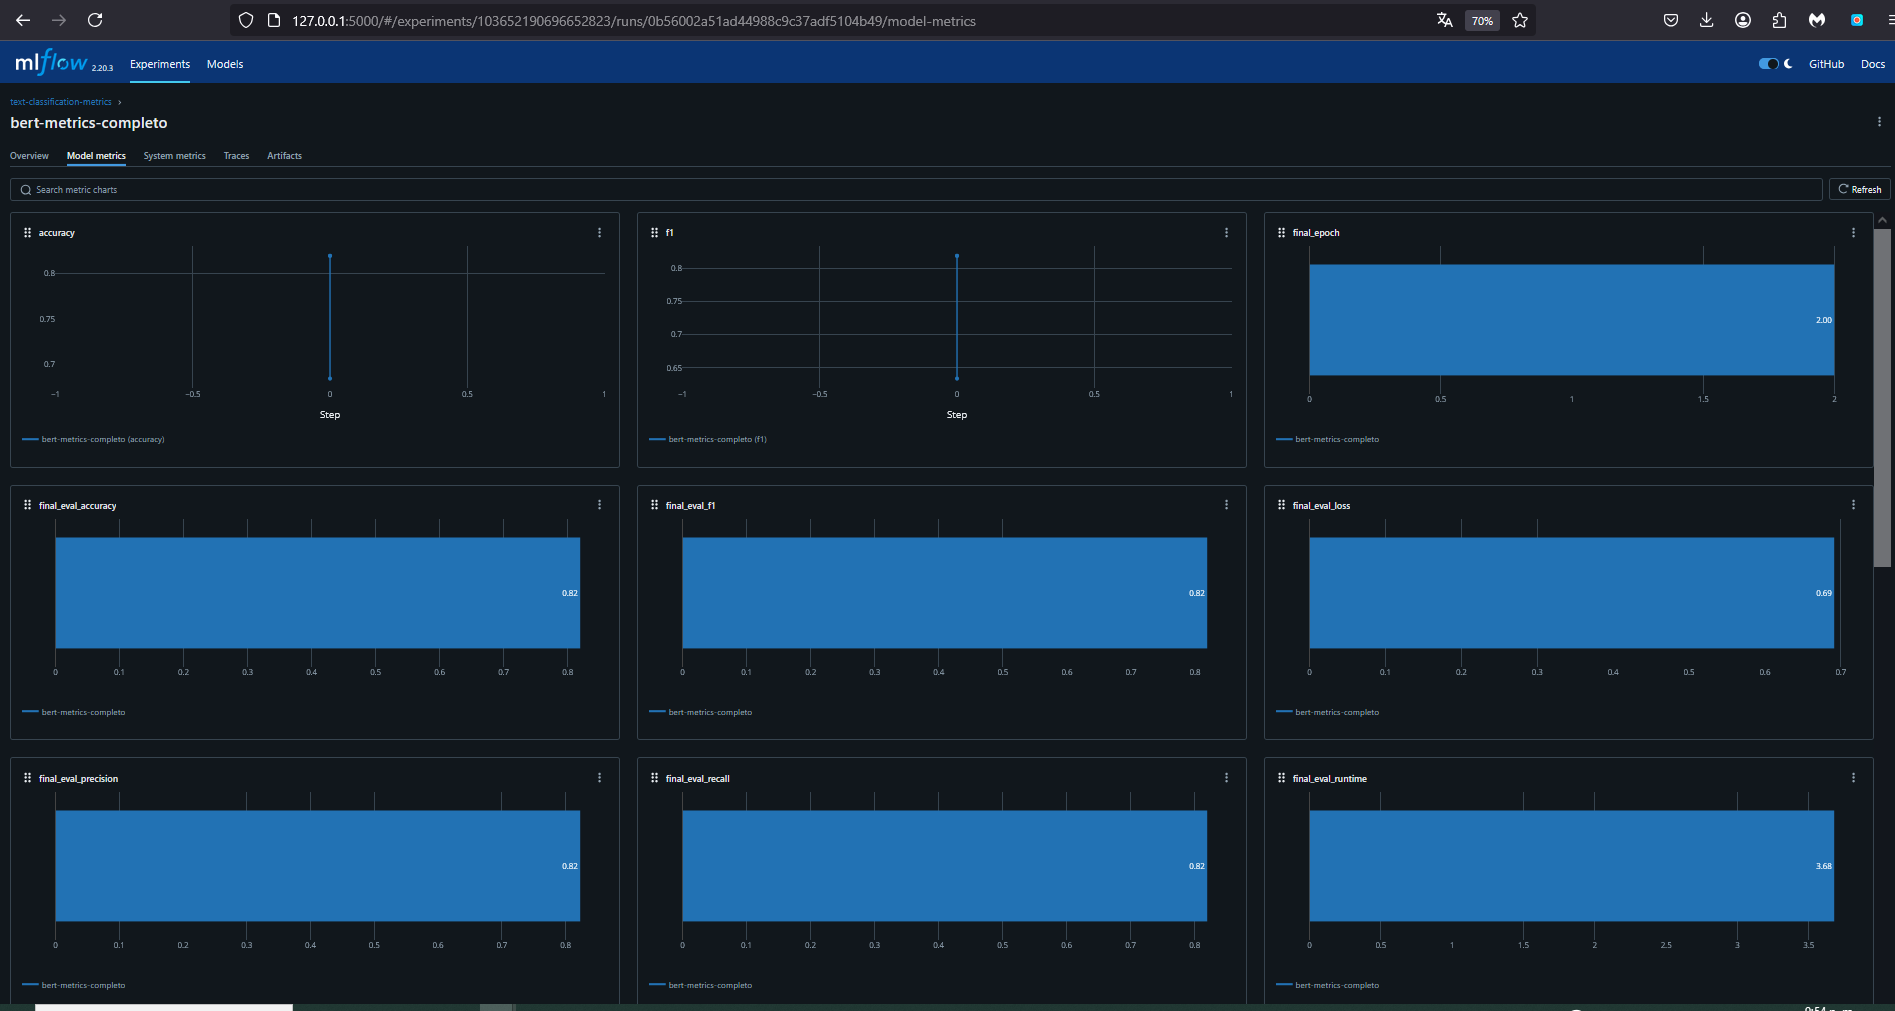 127.0.0.1:5000/#/experiments/103652190696652823/runs/0b56002a51ad44988c9c37adf5104b49/model-metrics
70%
mlflow 2.20.3 Experiments Models GitHub Docs
text-classification-metrics ›
bert-metrics-completo
Overview Model metrics System metrics Traces Artifacts
Search metric charts
Refresh
accuracy
0.8
0.75
0.7
−1 −0.5 0 0.5 1
Step
bert-metrics-completo (accuracy)
f1
0.8
0.75
0.7
0.65
−1 −0.5 0 0.5 1
Step
bert-metrics-completo (f1)
final_epoch
2.00
0 0.5 1 1.5 2
bert-metrics-completo
final_eval_accuracy
0.82
0 0.1 0.2 0.3 0.4 0.5 0.6 0.7 0.8
bert-metrics-completo
final_eval_f1
0.82
0 0.1 0.2 0.3 0.4 0.5 0.6 0.7 0.8
bert-metrics-completo
final_eval_loss
0.69
0 0.1 0.2 0.3 0.4 0.5 0.6 0.7
bert-metrics-completo
final_eval_precision
0.82
0 0.1 0.2 0.3 0.4 0.5 0.6 0.7 0.8
bert-metrics-completo
final_eval_recall
0.82
0 0.1 0.2 0.3 0.4 0.5 0.6 0.7 0.8
bert-metrics-completo
final_eval_runtime
3.68
0 0.5 1 1.5 2 2.5 3 3.5
bert-metrics-completo